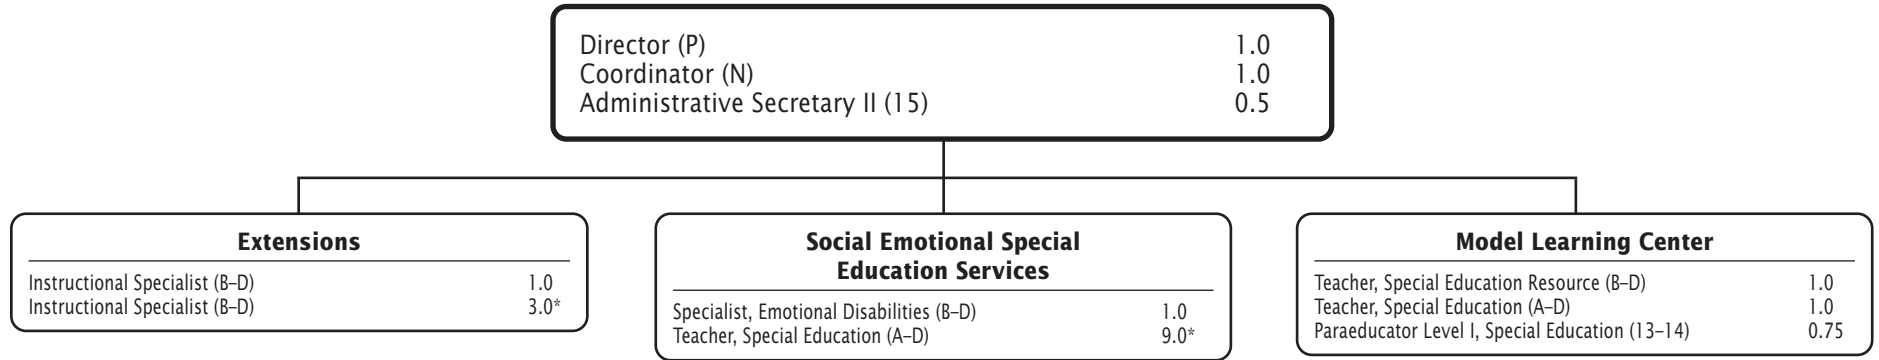 Director (P) 1.0
Coordinator (N) 1.0
Administrative Secretary II (15) 0.5
Extensions
Instructional Specialist (B–D) 1.0
Instructional Specialist (B–D) 3.0*
Social Emotional Special
Education Services
Specialist, Emotional Disabilities (B–D) 1.0
Teacher, Special Education (A–D) 9.0*
Model Learning Center
Teacher, Special Education Resource (B–D) 1.0
Teacher, Special Education (A–D) 1.0
Paraeducator Level I, Special Education (13–14) 0.75